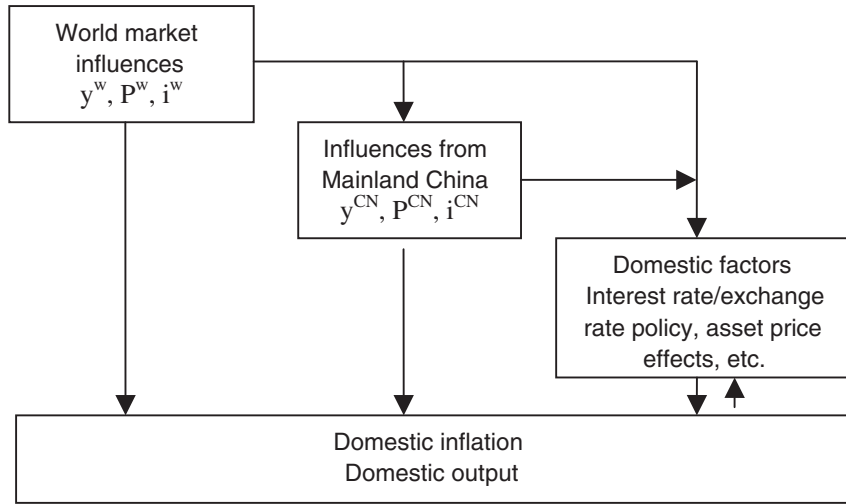 World market
influences
y^w, P^w, i^w
Influences from
Mainland China
y^CN, P^CN, i^CN
Domestic factors
Interest rate/exchange
rate policy, asset price
effects, etc.
Domestic inflation
Domestic output